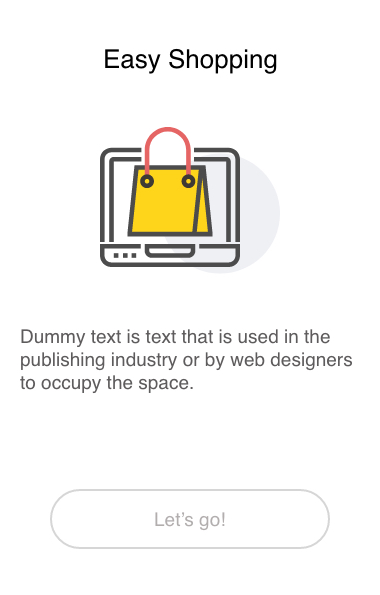 Easy Shopping
Dummy text is text that is used in the
publishing industry or by web designers
to occupy the space.
Let’s go!